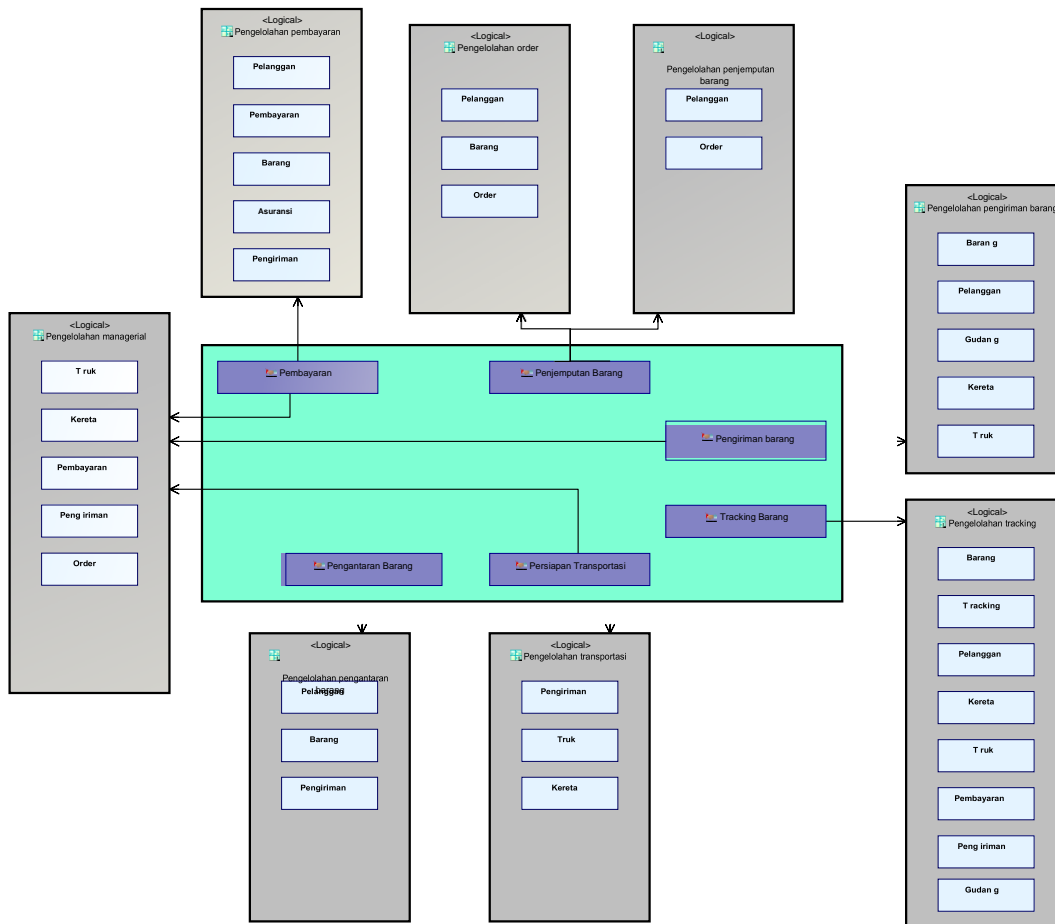 <Logical>
Pengelolahan pembayaran
Pelanggan
Pembayaran
Barang
Asuransi
Pengiriman
<Logical>
Pengelolahan order
Pelanggan
Barang
Order
<Logical>
Pengelolahan penjemputan
barang
Pelanggan
Order
<Logical>
Pengelolahan pengiriman barang
Baran g
Pelanggan
Gudan g
Kereta
T ruk
<Logical>
Pengelolahan managerial
T ruk
Kereta
Pembayaran
Peng iriman
Order
Pembayaran
Penjemputan Barang
Pengiriman barang
Tracking Barang
Pengantaran Barang
Persiapan Transportasi
<Logical>
Pengelolahan tracking
Barang
T racking
Pelanggan
Kereta
T ruk
Pembayaran
Peng iriman
Gudan g
<Logical>
Pengelolahan pengantaran
barang
Pelanggan
Barang
Pengiriman
<Logical>
Pengelolahan transportasi
Pengiriman
Truk
Kereta